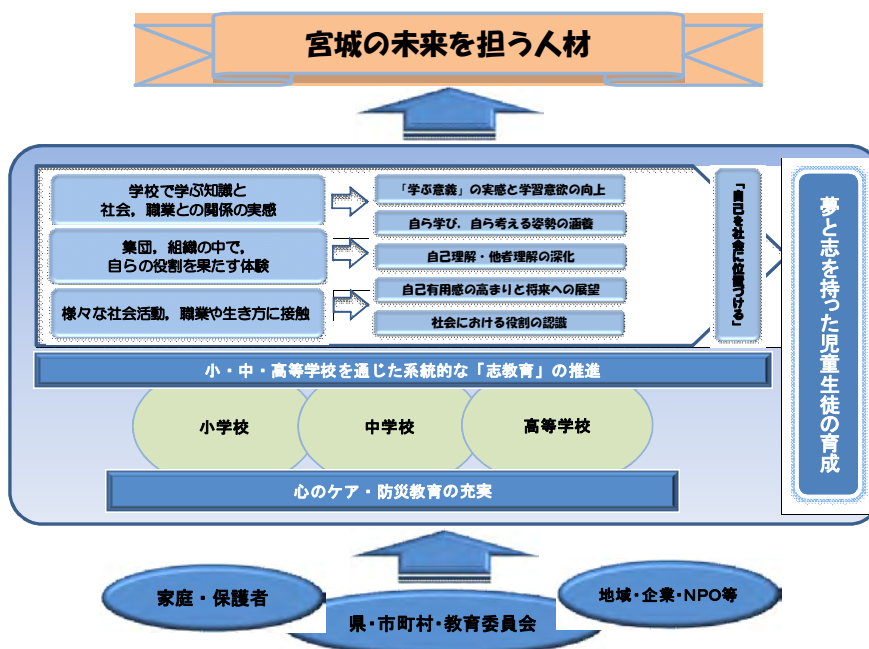 宮城の未来を担う人材
学校で学ぶ知識と
社会，職業との関係の実感
集団，組織の中で，
自らの役割を果たす体験
様々な社会活動，職業や生き方に接触
「学ぶ意義」の実感と学習意欲の向上
自ら学び，自ら考える姿勢の涵養
自己理解・他者理解の深化
自己有用感の高まりと将来への展望
社会における役割の認識
「自己を社会に位置づける」
夢と志を持った児童生徒の育成
小・中・高等学校を通じた系統的な「志教育」の推進
小学校
中学校
高等学校
心のケア・防災教育の充実
家庭・保護者
県・市町村・教育委員会
地域・企業・NPO等